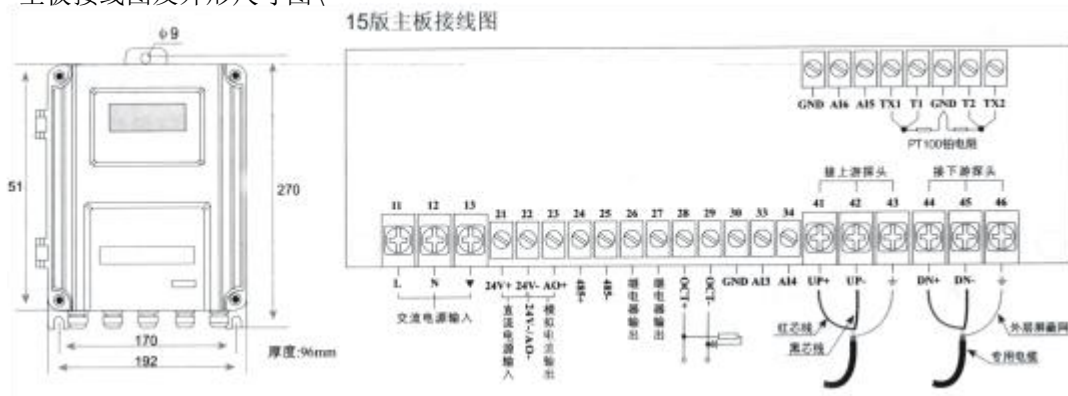 主板接线图及外形尺寸图\
15版主板接线图
φ9
51
270
170
192
厚度:96mm
GND AI6 AI5 TX1 T1 GND T2 TX2
PT100铂电阻
接上游探头 接下游探头
11 12 13 21 22 23 24 25 26 27 28 29 30 33 34 41 42 43 44 45 46
L N ▼ 24V+ 24V- AO+ 485+ 485- 继电器输出 继电器输出 OCT+ OCT- GND AI3 AI4 UP+ UP- DN+ DN-
交流电源输入
直流电源输入
24V-/AO-
模拟电流输出
红芯线
黑芯线
外层屏蔽网
专用电缆